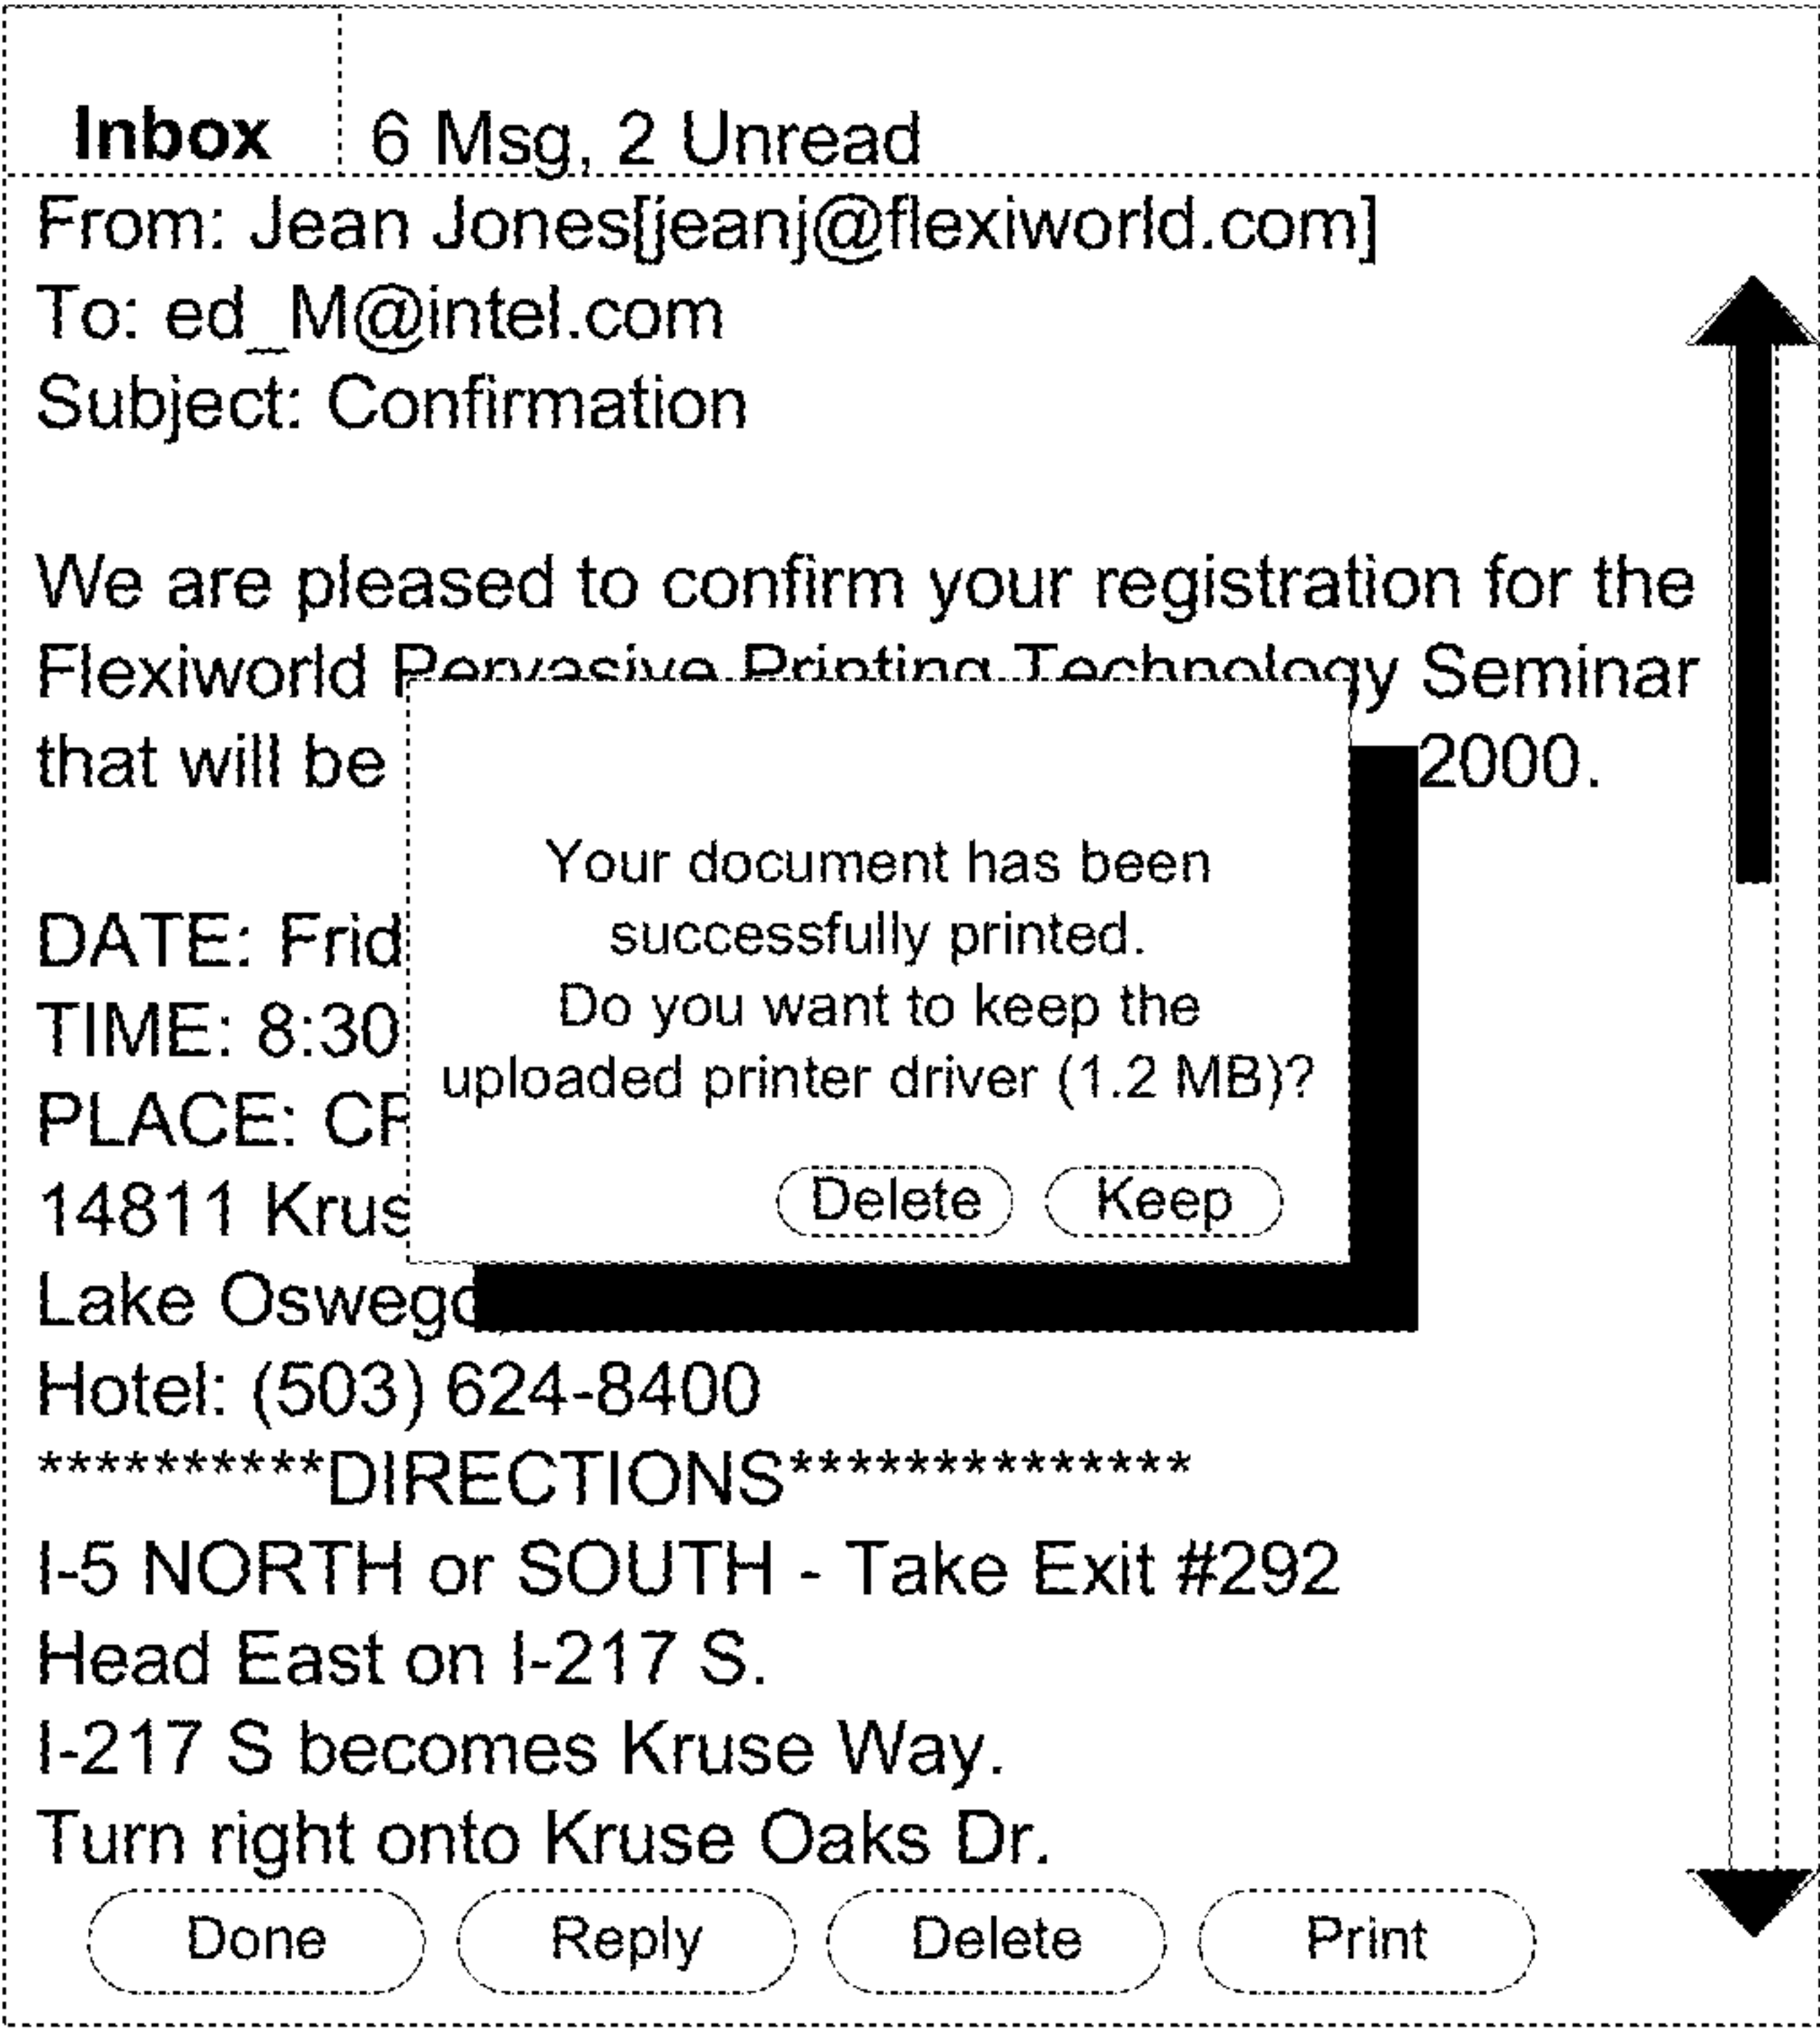 Inbox 6 Msg, 2 Unread
From: Jean Jones[jeanj@flexiworld.com]
To: ed_M@intel.com
Subject: Confirmation
We are pleased to confirm your registration for the
Flexiworld Pervasive Printing Technology Seminar
that will be 2000.
DATE: Frid
TIME: 8:30
PLACE: C
14811 Krus
Lake Oswego
Hotel: (503) 624-8400
**********DIRECTIONS**************
I-5 NORTH or SOUTH - Take Exit #292
Head East on I-217 S.
I-217 S becomes Kruse Way.
Turn right onto Kruse Oaks Dr.
Your document has been
successfully printed.
Do you want to keep the
uploaded printer driver (1.2 MB)?
Delete Keep
Done Reply Delete Print